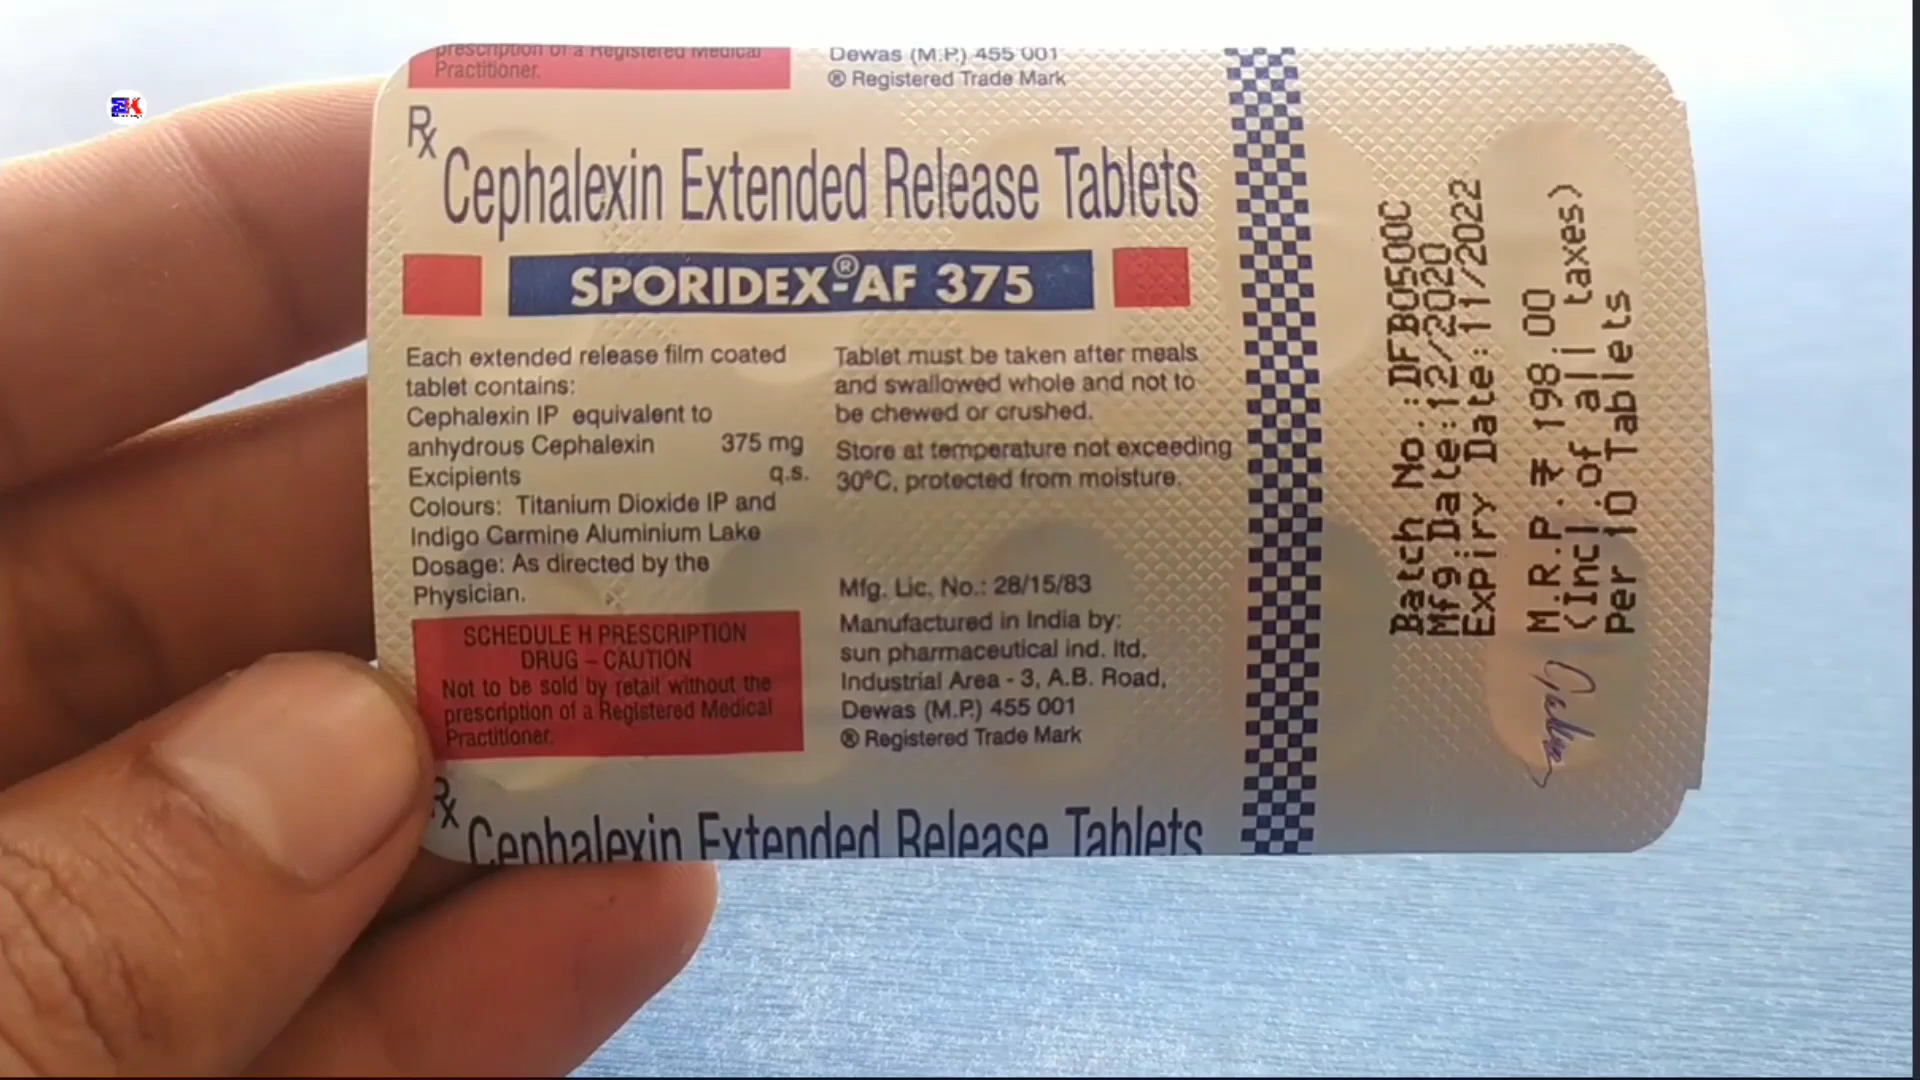 prescription of a Registered Medical
Practitioner.
Dewas (M.P.) 455 001
® Registered Trade Mark
Rx
Cephalexin Extended Release Tablets
SPORIDEX®-AF 375
Each extended release film coated
tablet contains:
Cephalexin IP equivalent to
anhydrous Cephalexin 375 mg
Excipients q.s.
Colours: Titanium Dioxide IP and
Indigo Carmine Aluminium Lake
Dosage: As directed by the
Physician.
SCHEDULE H PRESCRIPTION
DRUG – CAUTION
Not to be sold by retail without the
prescription of a Registered Medical
Practitioner.
Tablet must be taken after meals
and swallowed whole and not to
be chewed or crushed.
Store at temperature not exceeding
30°C, protected from moisture.
Mfg. Lic. No.: 28/15/83
Manufactured in India by:
sun pharmaceutical ind. ltd.
Industrial Area - 3, A.B. Road,
Dewas (M.P.) 455 001
® Registered Trade Mark
Rx
Cephalexin Extended Release Tablets
Batch No.:DFB0500C
Mfg.Date:12/2020
Expiry Date:11/2022
M.R.P.₹ 198.00
(Incl.of all taxes)
Per 10 Tablets